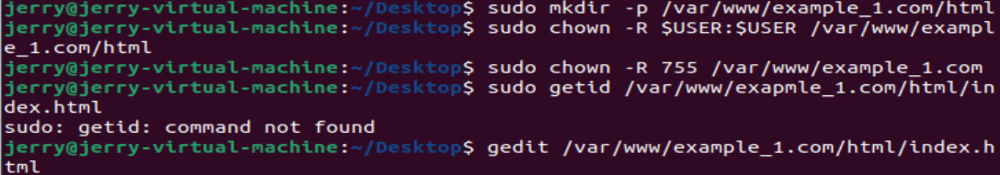 jerry@jerry-virtual-machine:~/Desktop$ sudo mkdir -p /var/www/example_1.com/html
jerry@jerry-virtual-machine:~/Desktop$ sudo chown -R $USER:$USER /var/www/exampl
e_1.com/html
jerry@jerry-virtual-machine:~/Desktop$ sudo chown -R 755 /var/www/example_1.com
jerry@jerry-virtual-machine:~/Desktop$ sudo getid /var/www/exapmle_1.com/html/in
dex.html
sudo: getid: command not found
jerry@jerry-virtual-machine:~/Desktop$ gedit /var/www/example_1.com/html/index.h
tml